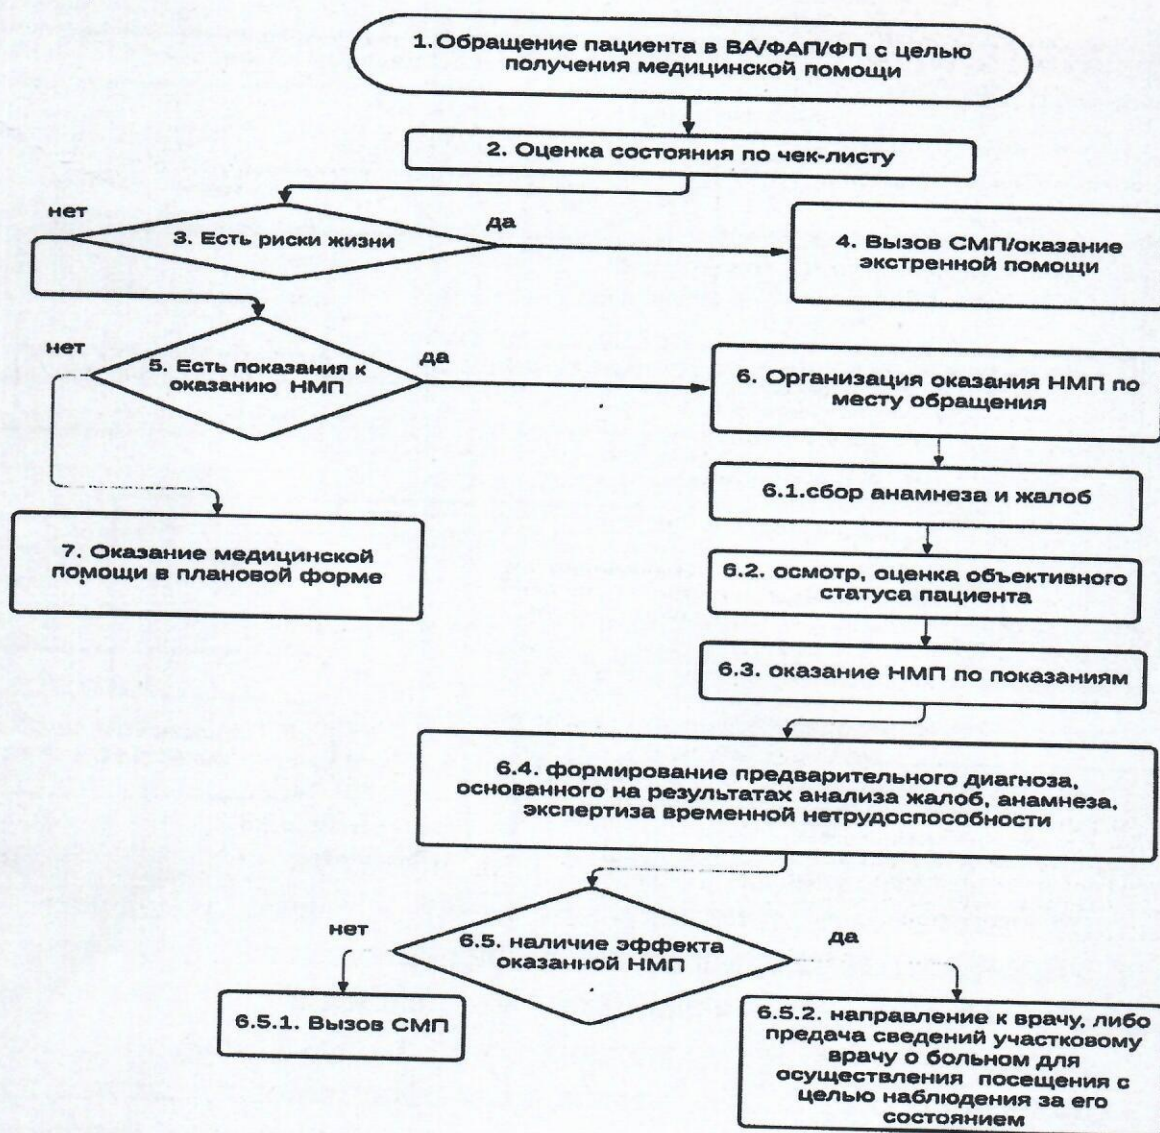 1.Обращение пациента в ВА/ФАП/ФП с целью
получения медицинской помощи
2. Оценка состояния по чек-листу
нет
3. Есть риски жизни
да
4. Вызов СМП/оказание
экстренной помощи
нет
5. Есть показания к
оказанию НМП
да
6. Организация оказания НМП по
месту обращения
6.1.сбор анамнеза и жалоб
7. Оказание медицинской
помощи в плановой форме
6.2. осмотр, оценка объективного
статуса пациента
6.3. оказание НМП по показаниям
6.4. формирование предварительного диагноза,
основанного на результатах анализа жалоб, анамнеза,
экспертиза временной нетрудоспособности
нет
6.5. наличие эффекта
оказанной НМП
да
6.5.1. Вызов СМП
6.5.2. направление к врачу, либо
предача сведений участковому
врачу о больном для
осуществления посещения с
целью наблюдения за его
состоянием